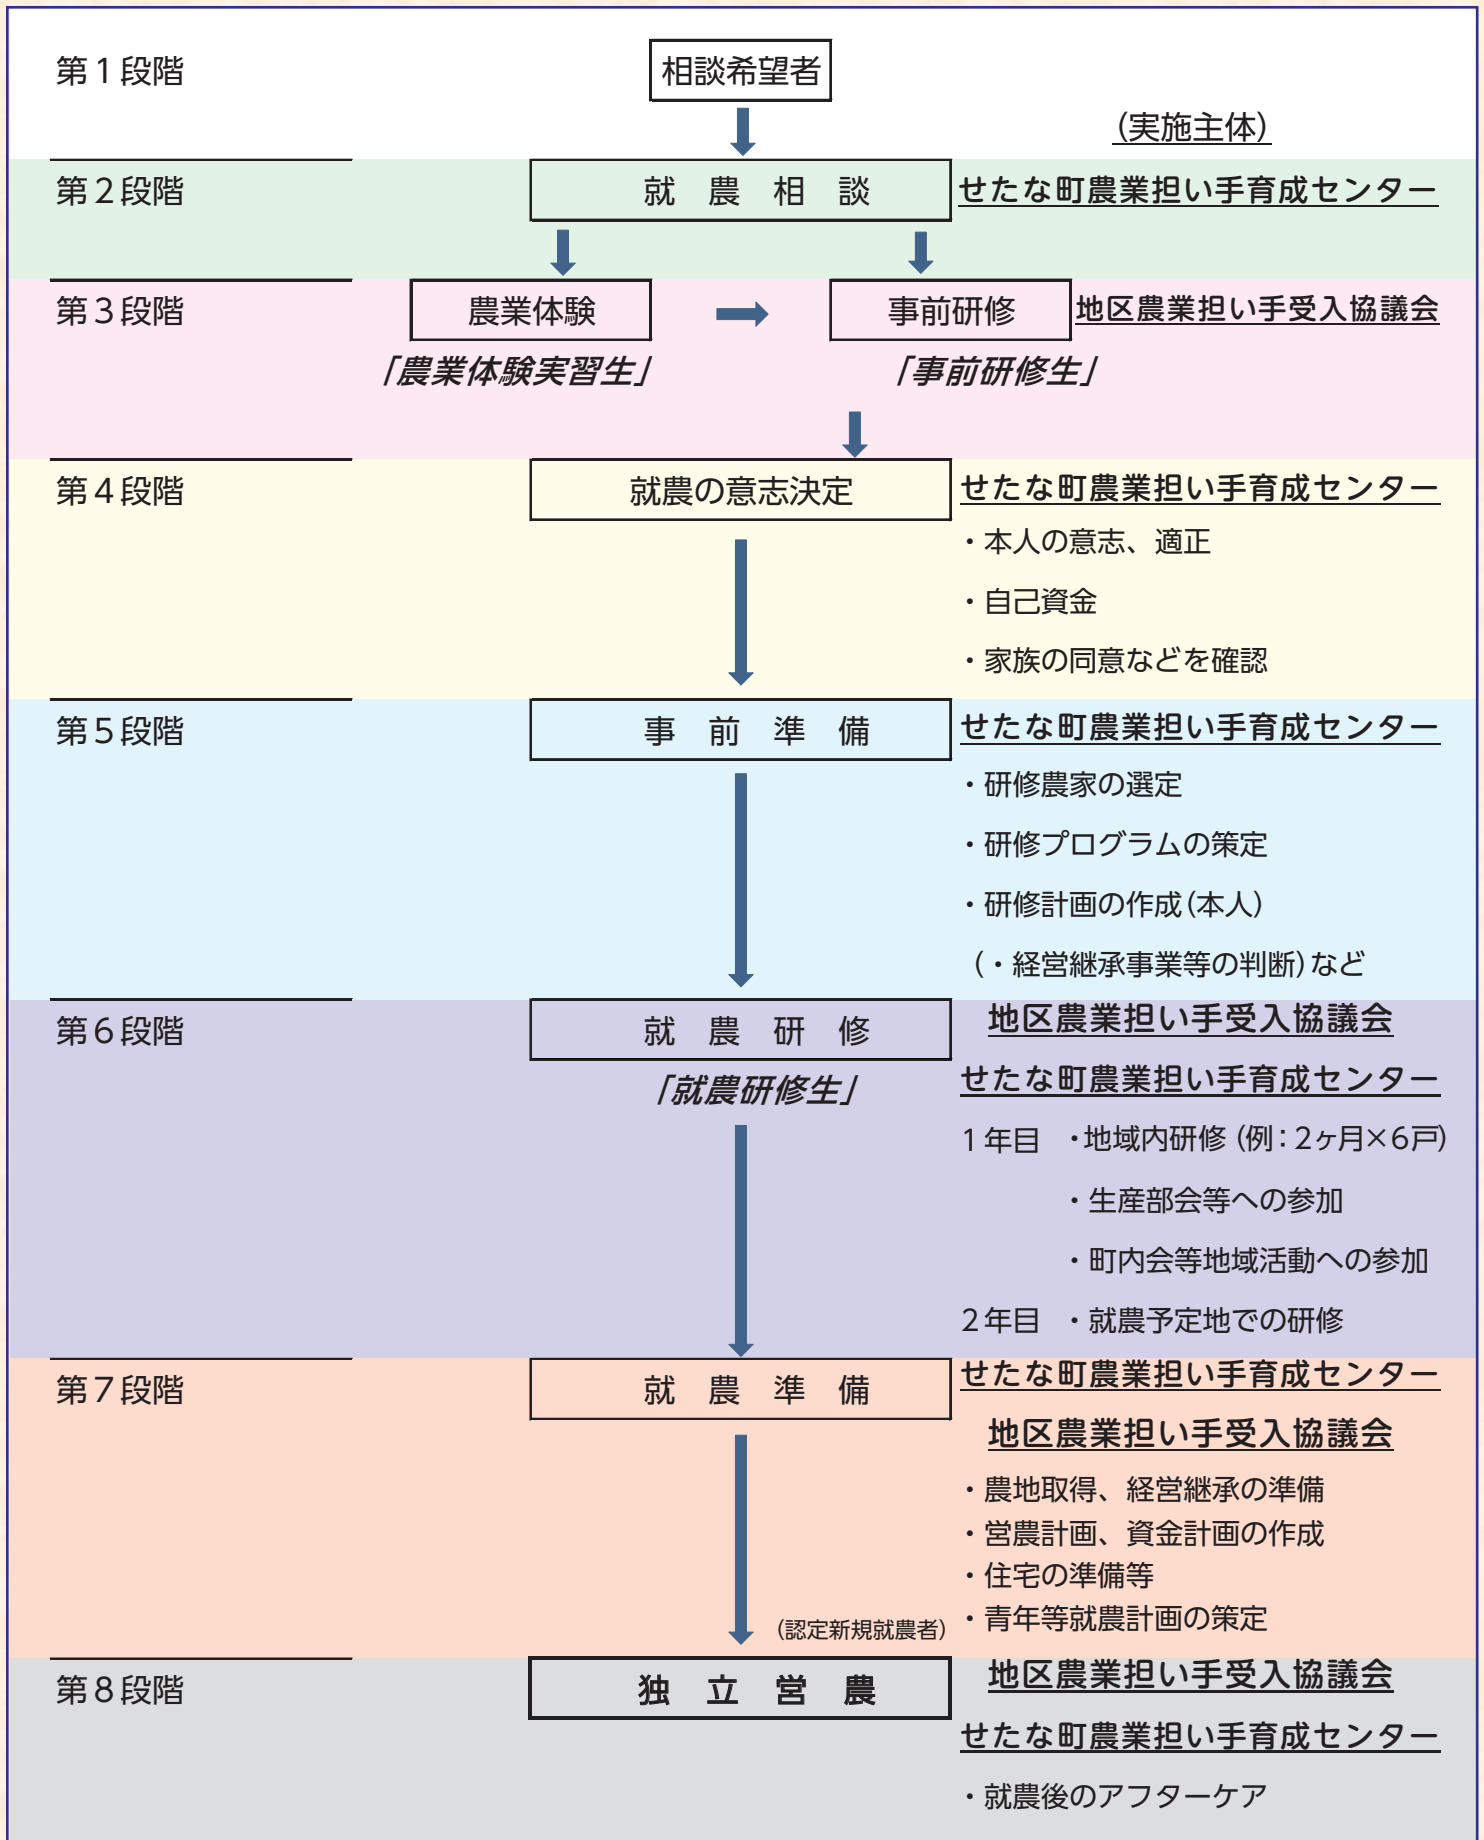 第1段階
相談希望者
(実施主体)
第2段階
就 農 相 談
せたな町農業担い手育成センター
第3段階
農業体験
事前研修
地区農業担い手受入協議会
「農業体験実習生」
「事前研修生」
第4段階
就農の意志決定
せたな町農業担い手育成センター
・本人の意志、適正
・自己資金
・家族の同意などを確認
第5段階
事 前 準 備
せたな町農業担い手育成センター
・研修農家の選定
・研修プログラムの策定
・研修計画の作成(本人)
(・経営継承事業等の判断)など
第6段階
就 農 研 修
地区農業担い手受入協議会
「就農研修生」
せたな町農業担い手育成センター
1年目 ・地域内研修(例:2ヶ月×6戸)
・生産部会等への参加
・町内会等地域活動への参加
2年目 ・就農予定地での研修
第7段階
就 農 準 備
せたな町農業担い手育成センター
地区農業担い手受入協議会
・農地取得、経営継承の準備
・営農計画、資金計画の作成
・住宅の準備等
・青年等就農計画の策定
(認定新規就農者)
第8段階
独 立 営 農
地区農業担い手受入協議会
せたな町農業担い手育成センター
・就農後のアフターケア